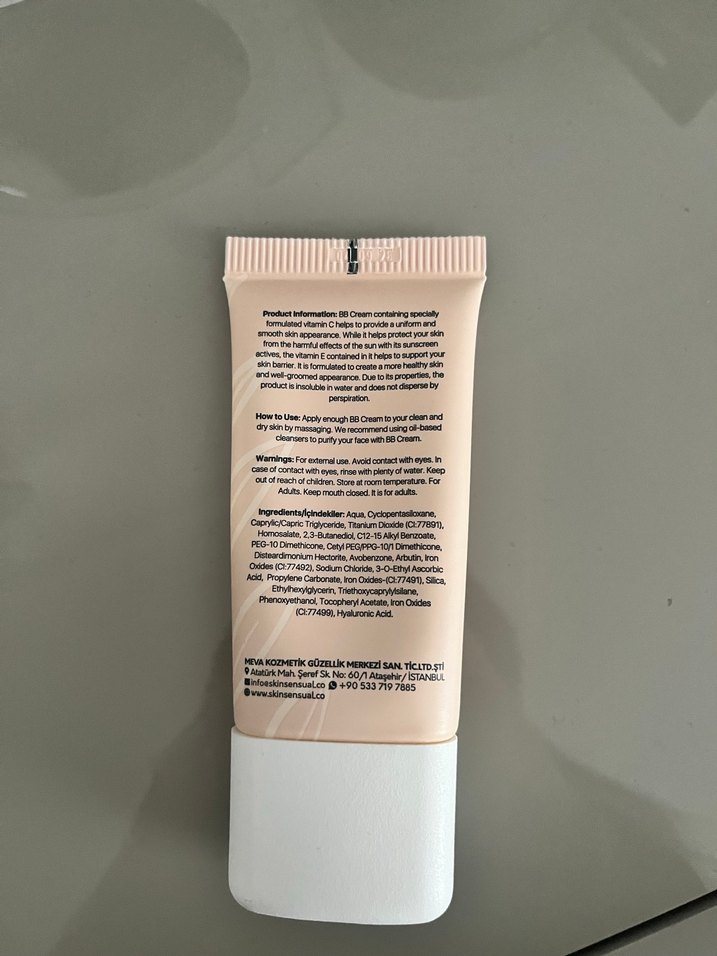 Product Information: BB Cream containing specially
formulated vitamin C helps to provide a uniform and
smooth skin appearance. While it helps protect your skin
from the harmful effects of the sun with its sunscreen
actives, the vitamin E contained in it helps to support your
skin barrier. It is formulated to create a more healthy skin
and well-groomed appearance. Due to its properties, the
product is insoluble in water and does not disperse by
perspiration.
How to Use: Apply enough BB Cream to your clean and
dry skin by massaging. We recommend using oil-based
cleansers to purify your face with BB Cream.
Warnings: For external use. Avoid contact with eyes. In
case of contact with eyes, rinse with plenty of water. Keep
out of reach of children. Store at room temperature. For
Adults. Keep mouth closed. It is for adults.
Ingredients/İçindekiler: Aqua, Cyclopentasiloxane,
Caprylic/Capric Triglyceride, Titanium Dioxide (CI:77891),
Homosalate, 2,3-Butanediol, C12-15 Alkyl Benzoate,
PEG-10 Dimethicone, Cetyl PEG/PPG-10/1 Dimethicone,
Disteardimonium Hectorite, Avobenzone, Arbutin, Iron
Oxides (CI:77492), Sodium Chloride, 3-O-Ethyl Ascorbic
Acid, Propylene Carbonate, Iron Oxides-(CI:77491), Silica,
Ethylhexylglycerin, Triethoxycaprylylsilane,
Phenoxyethanol, Tocopheryl Acetate, Iron Oxides
(CI:77499), Hyaluronic Acid.
MEVA KOZMETİK GÜZELLİK MERKEZİ SAN. TİC.LTD.ŞTİ
Atatürk Mah. Şeref Sk. No: 60/1 Ataşehir/ İSTANBUL
info@skinsensual.co +90 533 719 7885
www.skinsensual.co